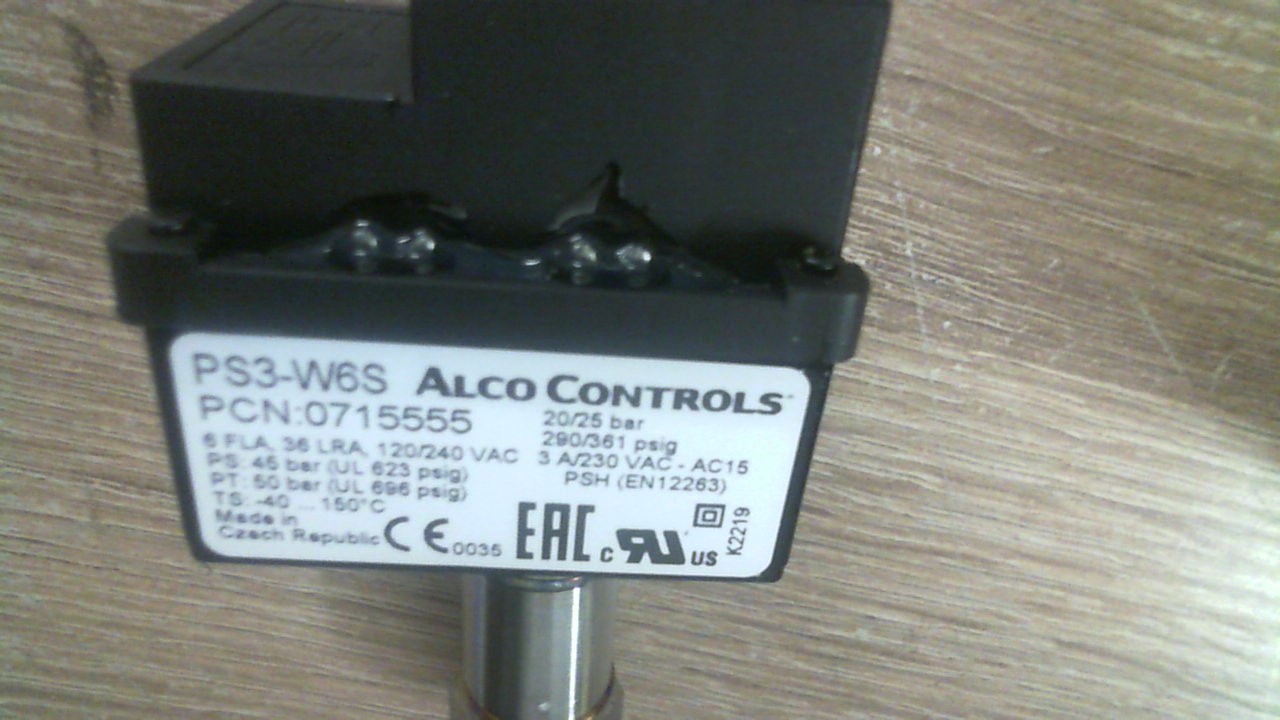 PS3-W6S ALCO CONTROLS
PCN:0715555
20/25 bar
290/361 psig
6 FLA, 36 LRA, 120/240 VAC
3 A/230 VAC - AC15
PS: 45 bar (UL 623 psig)
PSH (EN12263)
PT: 50 bar (UL 696 psig)
TS: -40 ... 150°C
Made in
Czech Republic
CE 0035
EAC
c RU US
K2219